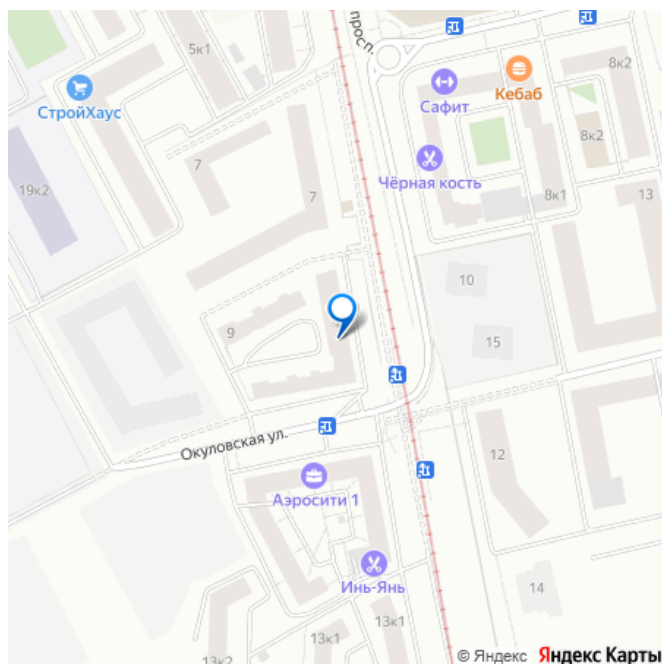 просп.
5к1
СтройХаус
Сафит
Кебаб
8к2
8к2
Чёрная кость
7
7
19к2
8к1
13
10
15
9
Окуловская ул.
12
Аэросити 1
Инь-Янь
14
13к1
13к1
13к2
© Яндекс Яндекс Карты